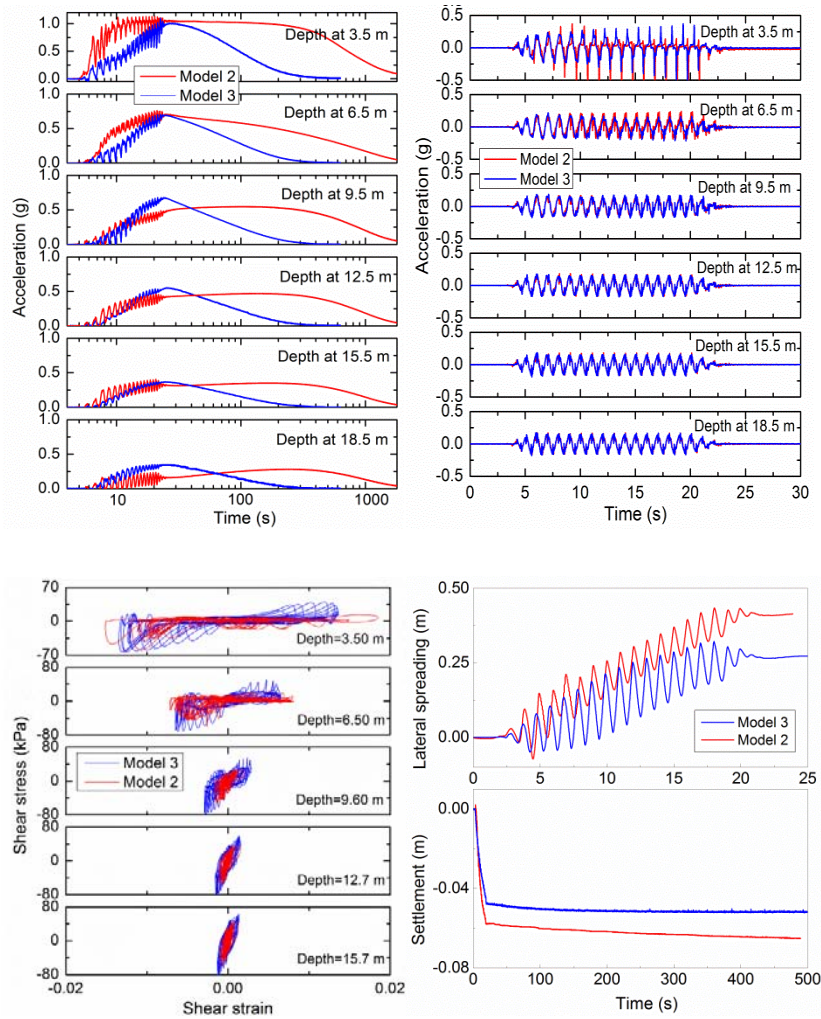 Acceleration (g)
1.0
0.5
0.0
Depth at 3.5 m
Model 2
Model 3
1.0
0.5
0.0
Depth at 6.5 m
1.0
0.5
0.0
Depth at 9.5 m
1.0
0.5
0.0
Depth at 12.5 m
1.0
0.5
0.0
Depth at 15.5 m
1.0
0.5
0.0
Depth at 18.5 m
10 100 1000
Time (s)
Acceleration (g)
0.5
0.0
-0.5
Depth at 3.5 m
0.5
0.0
-0.5
Depth at 6.5 m
Model 2
Model 3
0.5
0.0
-0.5
Depth at 9.5 m
0.5
0.0
-0.5
Depth at 12.5 m
0.5
0.0
-0.5
Depth at 15.5 m
0.5
0.0
-0.5
Depth at 18.5 m
0 5 10 15 20 25 30
Time (s)
Shear stress (kPa)
70
0
-70
Depth=3.50 m
80
0
-80
Depth=6.50 m
Model 3
Model 2
80
0
-80
Depth=9.60 m
80
0
-80
Depth=12.7 m
80
0
-80
Depth=15.7 m
-0.02 0.00 0.02
Shear strain
Lateral spreading (m)
0.50
0.25
0.00
Model 3
Model 2
0 5 10 15 20 25
Settlement (m)
0.00
-0.04
-0.08
0 100 200 300 400 500
Time (s)